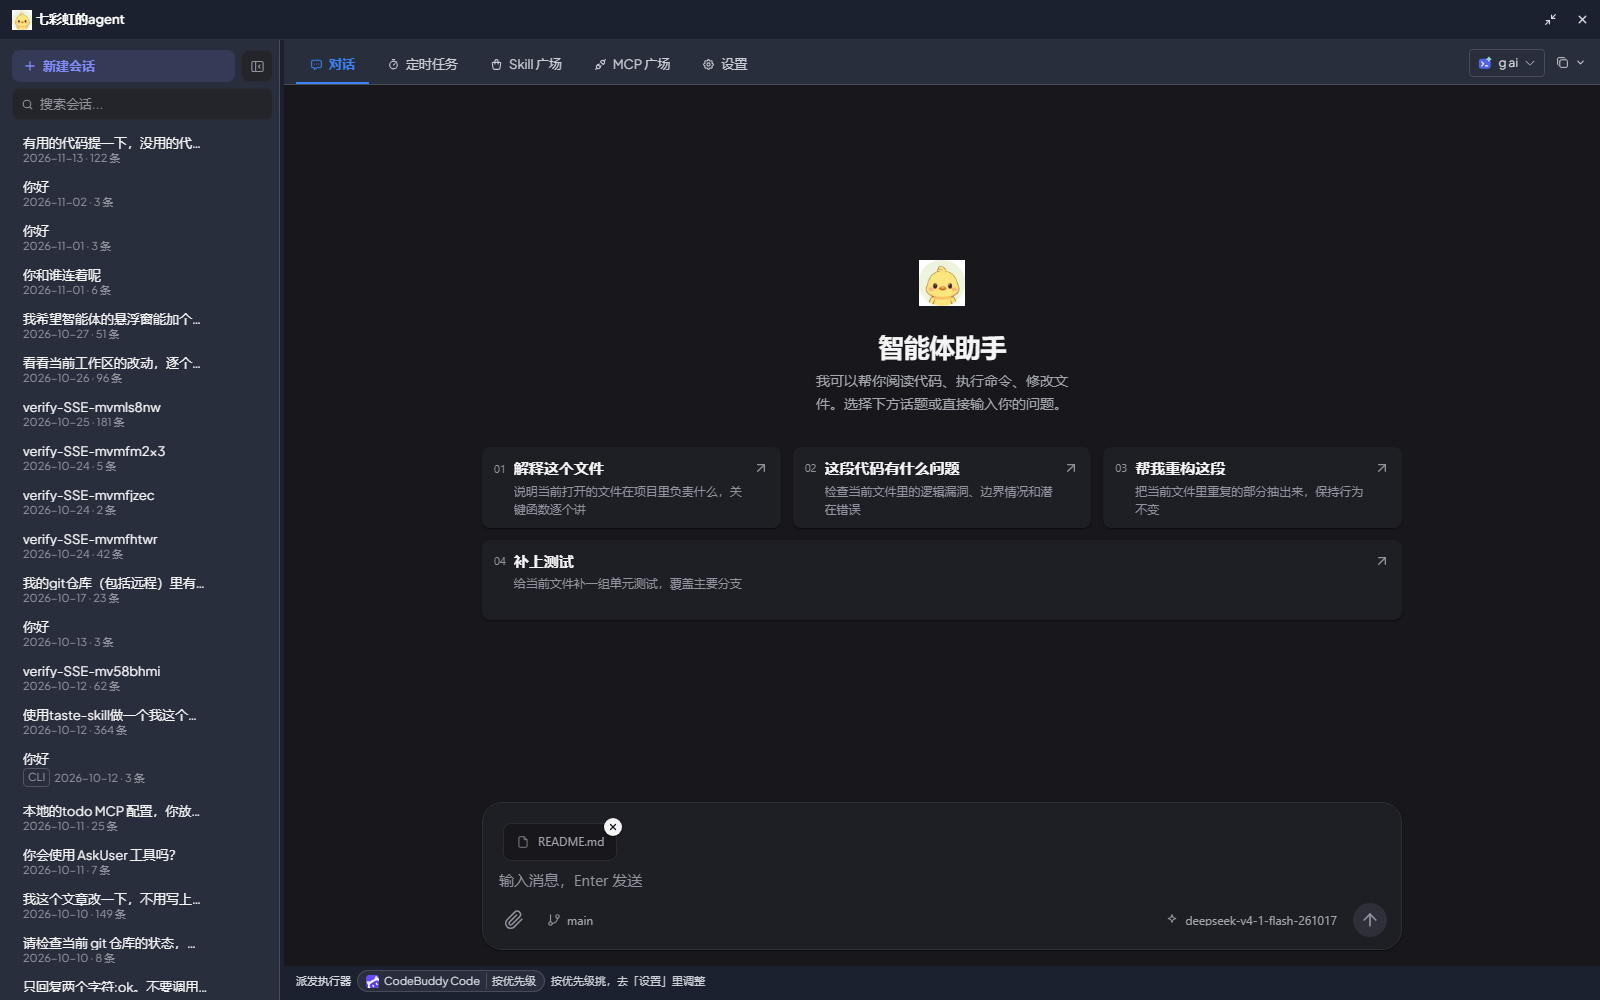 七彩虹的agent
新建会话
搜索会话...
有用的代码提一下，没用的代...
2026-11-13 · 122 条
你好
2026-11-02 · 3 条
你好
2026-11-01 · 3 条
你和谁连着呢
2026-11-01 · 6 条
我希望智能体的悬浮窗能加个...
2026-10-27 · 51 条
看看当前工作区的改动，逐个...
2026-10-26 · 96 条
verify-SSE-mvmls8nw
2026-10-25 · 181 条
verify-SSE-mvmfm2x3
2026-10-24 · 5 条
verify-SSE-mvmfjzec
2026-10-24 · 2 条
verify-SSE-mvmfhtwr
2026-10-24 · 42 条
我的git仓库（包括远程）里有...
2026-10-17 · 23 条
你好
2026-10-13 · 3 条
verify-SSE-mv58bhmi
2026-10-12 · 62 条
使用taste-skill做一个我这个...
2026-10-12 · 364 条
你好
CLI 2026-10-12 · 3 条
本地的todo MCP 配置，你放...
2026-10-11 · 25 条
你会使用 AskUser 工具吗?
2026-10-11 · 7 条
我这个文章改一下，不用写上...
2026-10-10 · 149 条
请检查当前 git 仓库的状态，...
2026-10-10 · 8 条
只回复两个字符:ok。不要调用...
对话 定时任务 Skill 广场 MCP 广场 设置
gai
智能体助手
我可以帮你阅读代码、执行命令、修改文
件。选择下方话题或直接输入你的问题。
01 解释这个文件
说明当前打开的文件在项目里负责什么，关
键函数逐个讲
02 这段代码有什么问题
检查当前文件里的逻辑漏洞、边界情况和潜
在错误
03 帮我重构这段
把当前文件里重复的部分抽出来，保持行为
不变
04 补上测试
给当前文件补一组单元测试，覆盖主要分支
README.md
输入消息，Enter 发送
main
deepseek-v4-1-flash-261017
派发执行器 CodeBuddy Code 按优先级 按优先级挑，去「设置」里调整